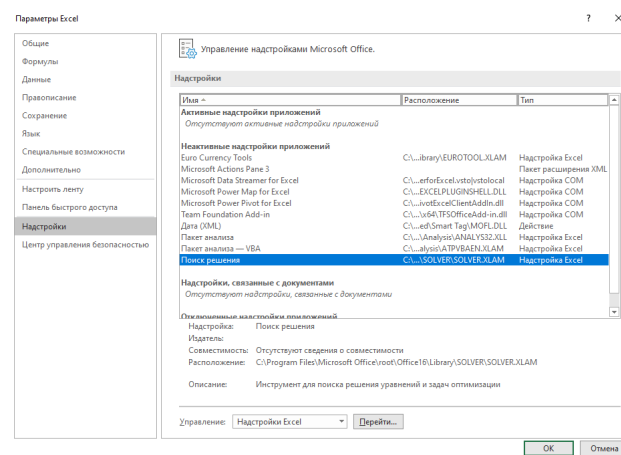 Параметры Excel
? ×
Общие
Формулы
Данные
Правописание
Сохранение
Язык
Специальные возможности
Дополнительно
Настроить ленту
Панель быстрого доступа
Надстройки
Центр управления безопасностью
Управление надстройками Microsoft Office.
Надстройки
Имя Расположение Тип
Активные надстройки приложений
Отсутствуют активные надстройки приложений
Неактивные надстройки приложений
Euro Currency Tools C:\...ibrary\EUROTOOL.XLAM Надстройка Excel
Microsoft Actions Pane 3 Пакет расширения XML
Microsoft Data Streamer for Excel C:\...erforExcel.vsto|vstolocal Надстройка COM
Microsoft Power Map for Excel C:\...EXCELPLUGINSHELL.DLL Надстройка COM
Microsoft Power Pivot for Excel C:\...ivotExcelClientAddIn.dll Надстройка COM
Team Foundation Add-in C:\...\x64\TFSOfficeAdd-in.dll Надстройка COM
Дата (XML) C:\...ed\Smart Tag\MOFL.DLL Действие
Пакет анализа C:\...\Analysis\ANALYS32.XLL Надстройка Excel
Пакет анализа — VBA C:\...alysis\ATPVBAEN.XLAM Надстройка Excel
Поиск решения C:\...\SOLVER\SOLVER.XLAM Надстройка Excel
Надстройки, связанные с документами
Отсутствуют надстройки, связанные с документами
Отключенные надстройки приложений
Надстройка: Поиск решения
Издатель:
Совместимость: Отсутствуют сведения о совместимости
Расположение: C:\Program Files\Microsoft Office\root\Office16\Library\SOLVER\SOLVER.XLAM
Описание: Инструмент для поиска решения уравнений и задач оптимизации
Управление: Надстройки Excel Перейти...
ОК Отмена